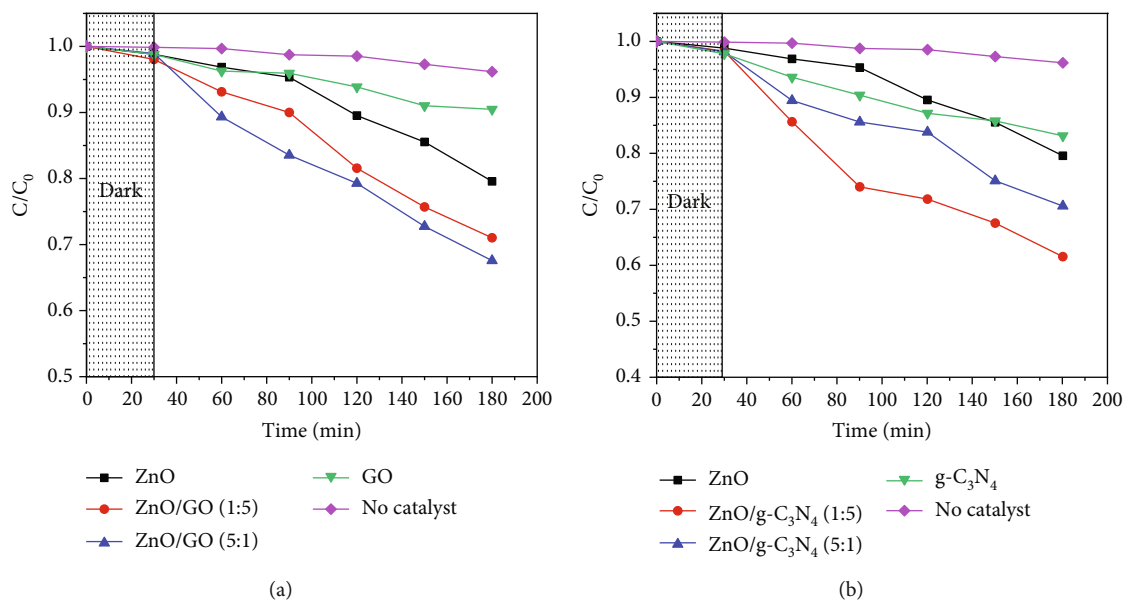 1.0
0.9
0.8
0.7
0.6
0.5
C/C0
Dark
0 20 40 60 80 100 120 140 160 180 200
Time (min)
ZnO
ZnO/GO (1:5)
ZnO/GO (5:1)
GO
No catalyst
(a)
1.0
0.9
0.8
0.7
0.6
0.5
0.4
C/C0
Dark
0 20 40 60 80 100 120 140 160 180 200
Time (min)
ZnO
ZnO/g-C3N4 (1:5)
ZnO/g-C3N4 (5:1)
g-C3N4
No catalyst
(b)